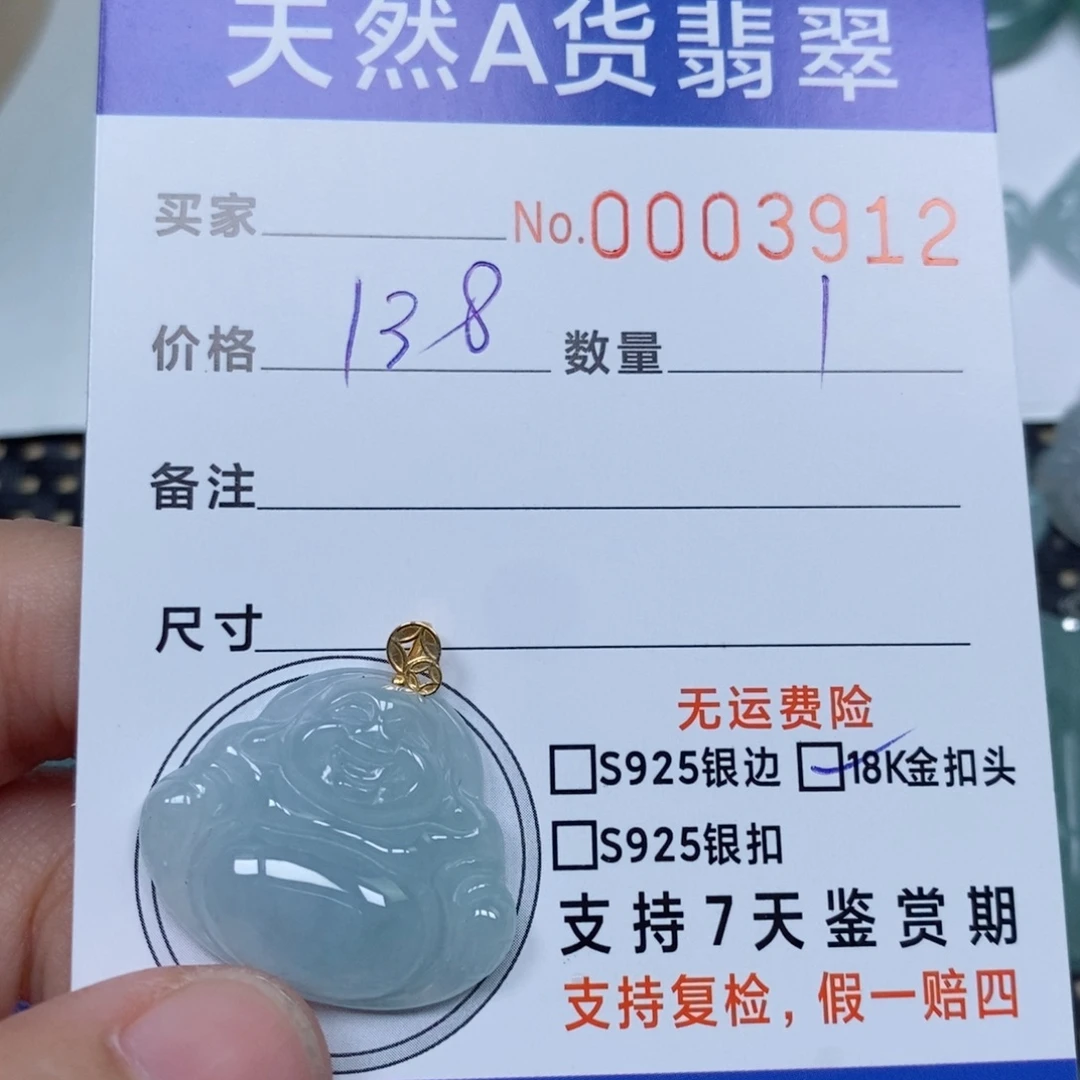 天然A货翡翠
买家 No.0003912
价格 138 数量 1
备注
尺寸
无运费险
S925银边 18K金扣头
S925银扣
支持7天鉴赏期
支持复检,假一赔四